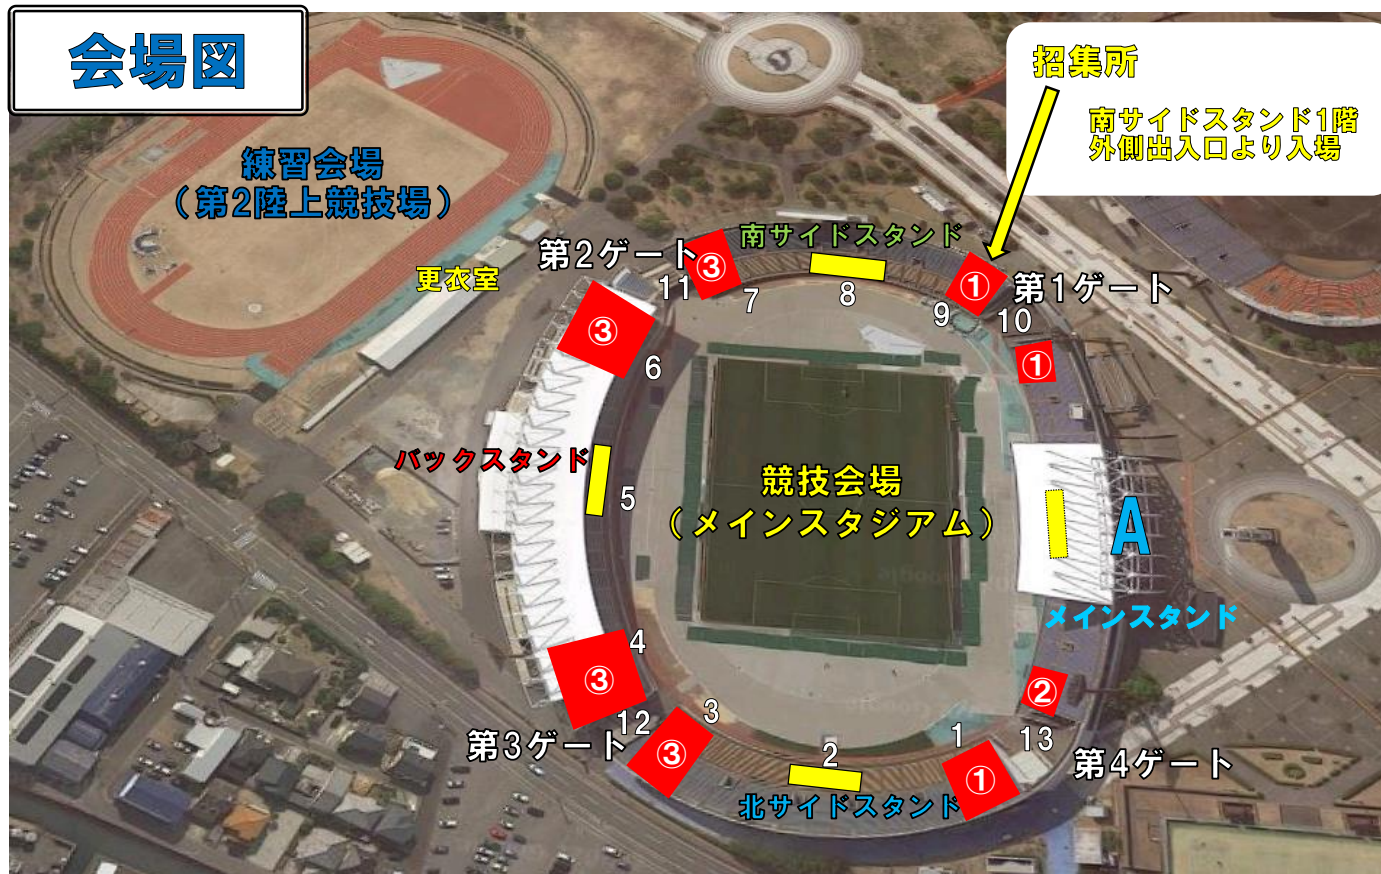 会場図
招集所
南サイドスタンド1階
外側出入口より入場
練習会場
（第2陸上競技場）
更衣室
第2ゲート
11
③
南サイドスタンド
7
8
9
①
第1ゲート
10
③
6
①
バックスタンド
5
競技会場
（メインスタジアム）
A
メインスタンド
4
③
12
第3ゲート
3
③
2
北サイドスタンド
1
①
②
13
第4ゲート